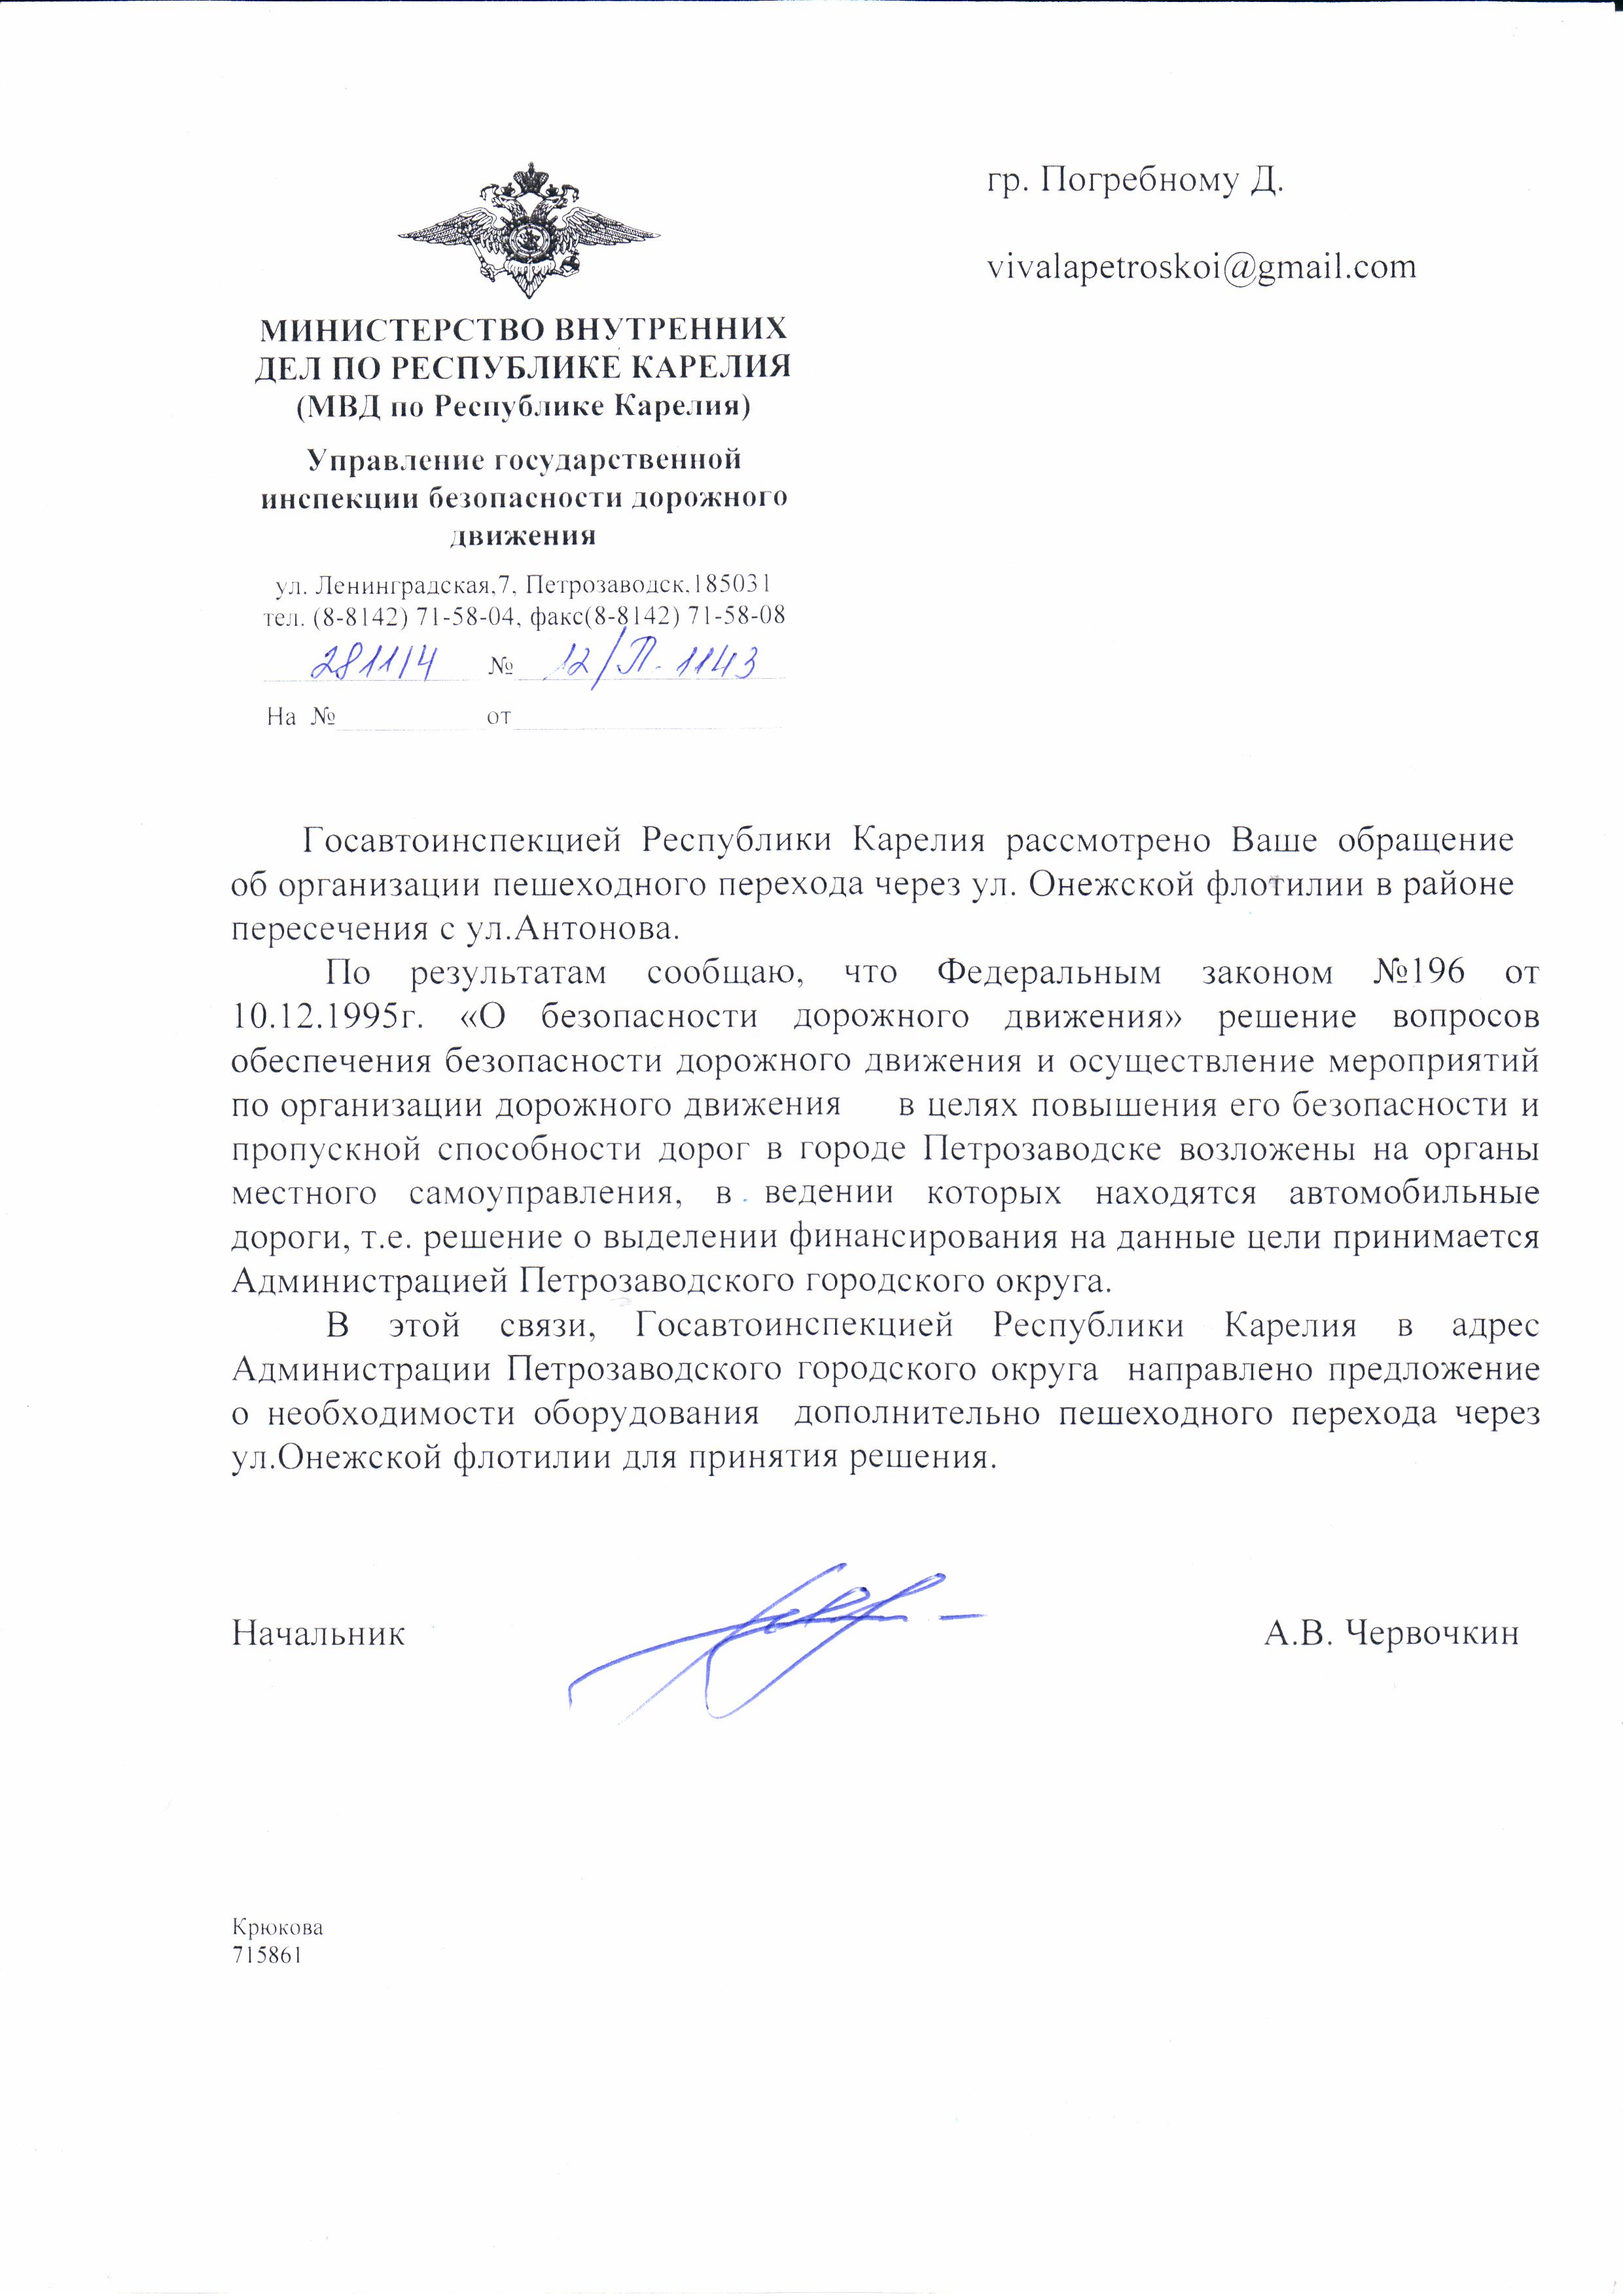 гр. Погребному Д.
vivalapetroskoi@gmail.com
МИНИСТЕРСТВО ВНУТРЕННИХ
ДЕЛ ПО РЕСПУБЛИКЕ КАРЕЛИЯ
(МВД по Республике Карелия)
Управление государственной
инспекции безопасности дорожного
движения
ул. Ленинградская,7, Петрозаводск,185031
тел. (8-8142) 71-58-04, факс(8-8142) 71-58-08
281114 № 12/П-1143
На №____________от____________________
Госавтоинспекцией Республики Карелия рассмотрено Ваше обращение
об организации пешеходного перехода через ул. Онежской флотилии в районе
пересечения с ул.Антонова.
По результатам сообщаю, что Федеральным законом №196 от
10.12.1995г. «О безопасности дорожного движения» решение вопросов
обеспечения безопасности дорожного движения и осуществление мероприятий
по организации дорожного движения в целях повышения его безопасности и
пропускной способности дорог в городе Петрозаводске возложены на органы
местного самоуправления, в ведении которых находятся автомобильные
дороги, т.е. решение о выделении финансирования на данные цели принимается
Администрацией Петрозаводского городского округа.
В этой связи, Госавтоинспекцией Республики Карелия в адрес
Администрации Петрозаводского городского округа направлено предложение
о необходимости оборудования дополнительно пешеходного перехода через
ул.Онежской флотилии для принятия решения.
Начальник А.В. Червочкин
Крюкова
715861